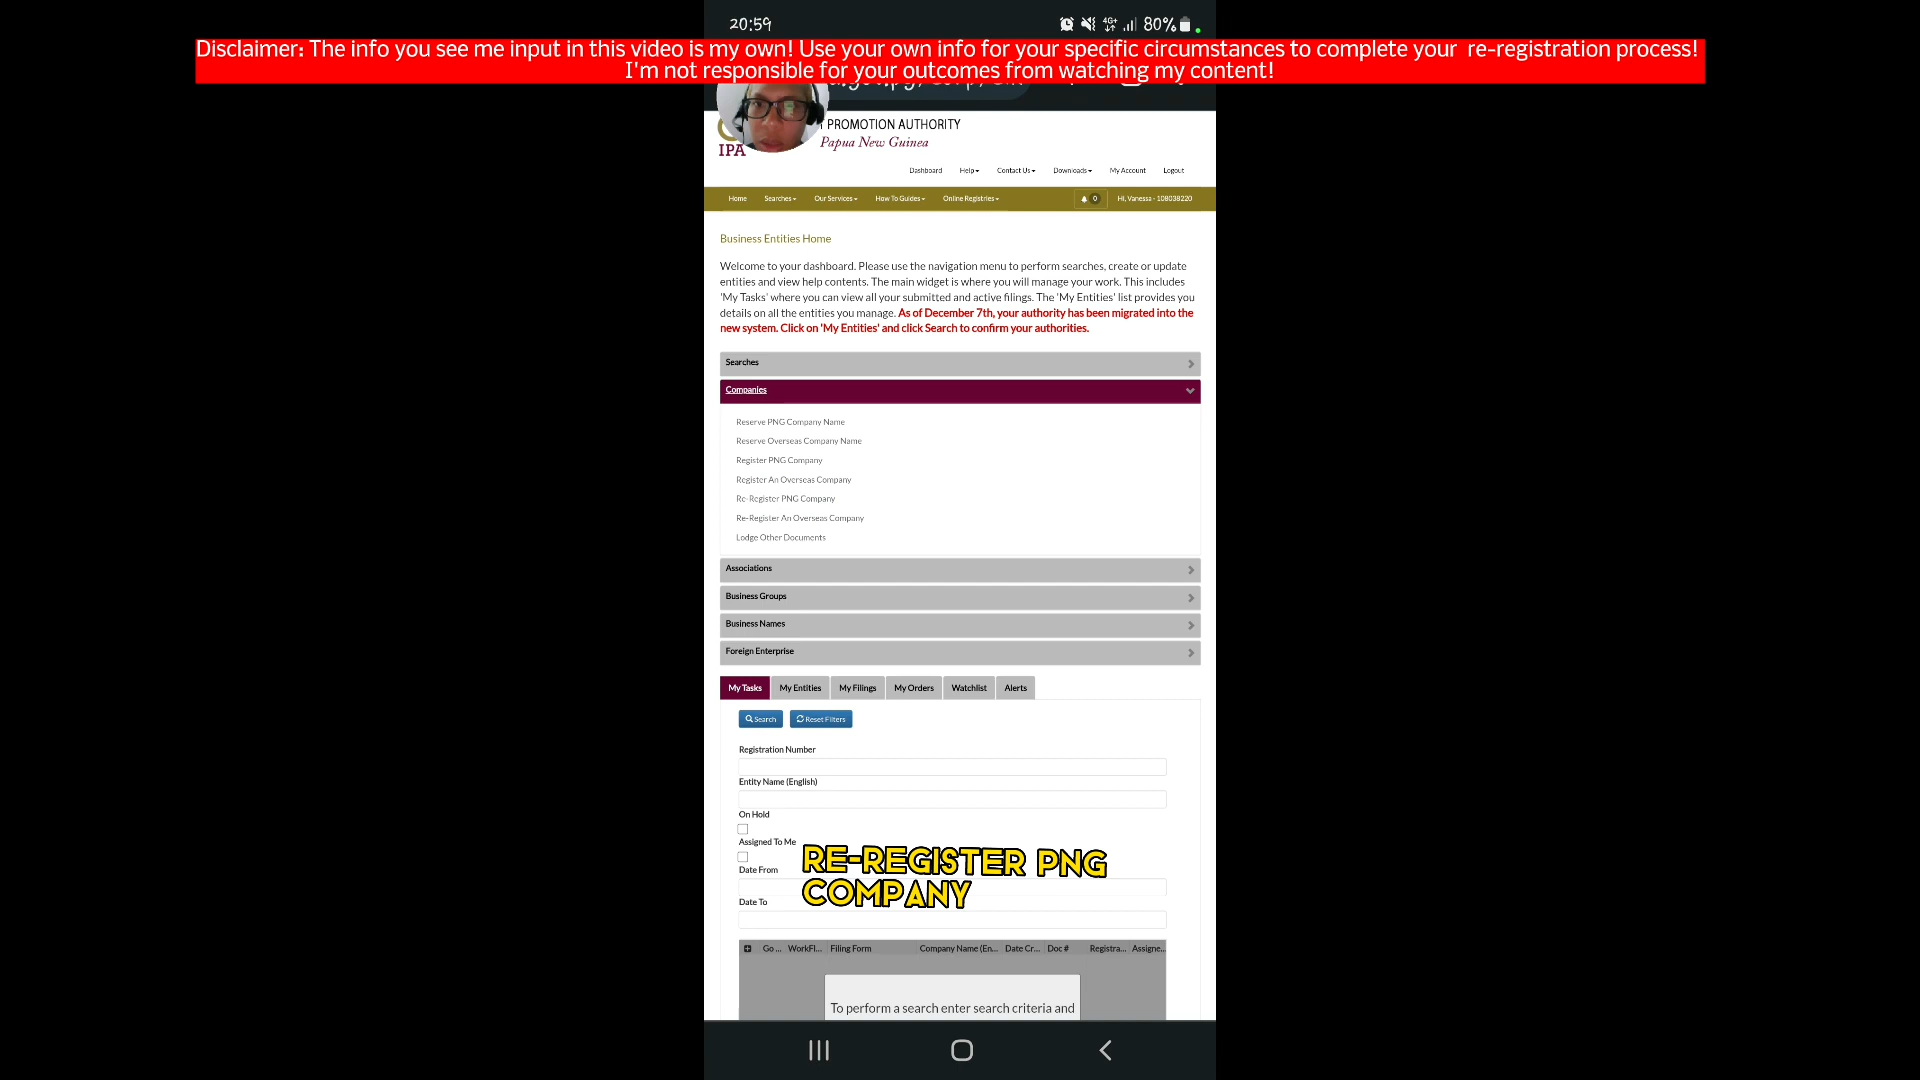 20:59
4G+
80%
Disclaimer: The info you see me input in this video is my own! Use your own info for your specific circumstances to complete your re-registration process!
I'm not responsible for your outcomes from watching my content!
PROMOTION AUTHORITY
Papua New Guinea
IPA
Dashboard Help Contact Us Downloads My Account Logout
Home Searches Our Services How To Guides Online Registries 0 Hi, Vanessa - 108038220
Business Entities Home
Welcome to your dashboard. Please use the navigation menu to perform searches, create or update
entities and view help contents. The main widget is where you will manage your work. This includes
'My Tasks' where you can view all your submitted and active filings. The 'My Entities' list provides you
details on all the entities you manage. As of December 7th, your authority has been migrated into the
new system. Click on 'My Entities' and click Search to confirm your authorities.
Searches
Companies
Reserve PNG Company Name
Reserve Overseas Company Name
Register PNG Company
Register An Overseas Company
Re-Register PNG Company
Re-Register An Overseas Company
Lodge Other Documents
Associations
Business Groups
Business Names
Foreign Enterprise
My Tasks My Entities My Filings My Orders Watchlist Alerts
Search Reset Filters
Registration Number
Entity Name (English)
On Hold
Assigned To Me
Date From
Date To
RE-REGISTER PNG
COMPANY
Go ... WorkFl... Filing Form Company Name (En... Date Cr... Doc # Registra... Assigne...
To perform a search enter search criteria and